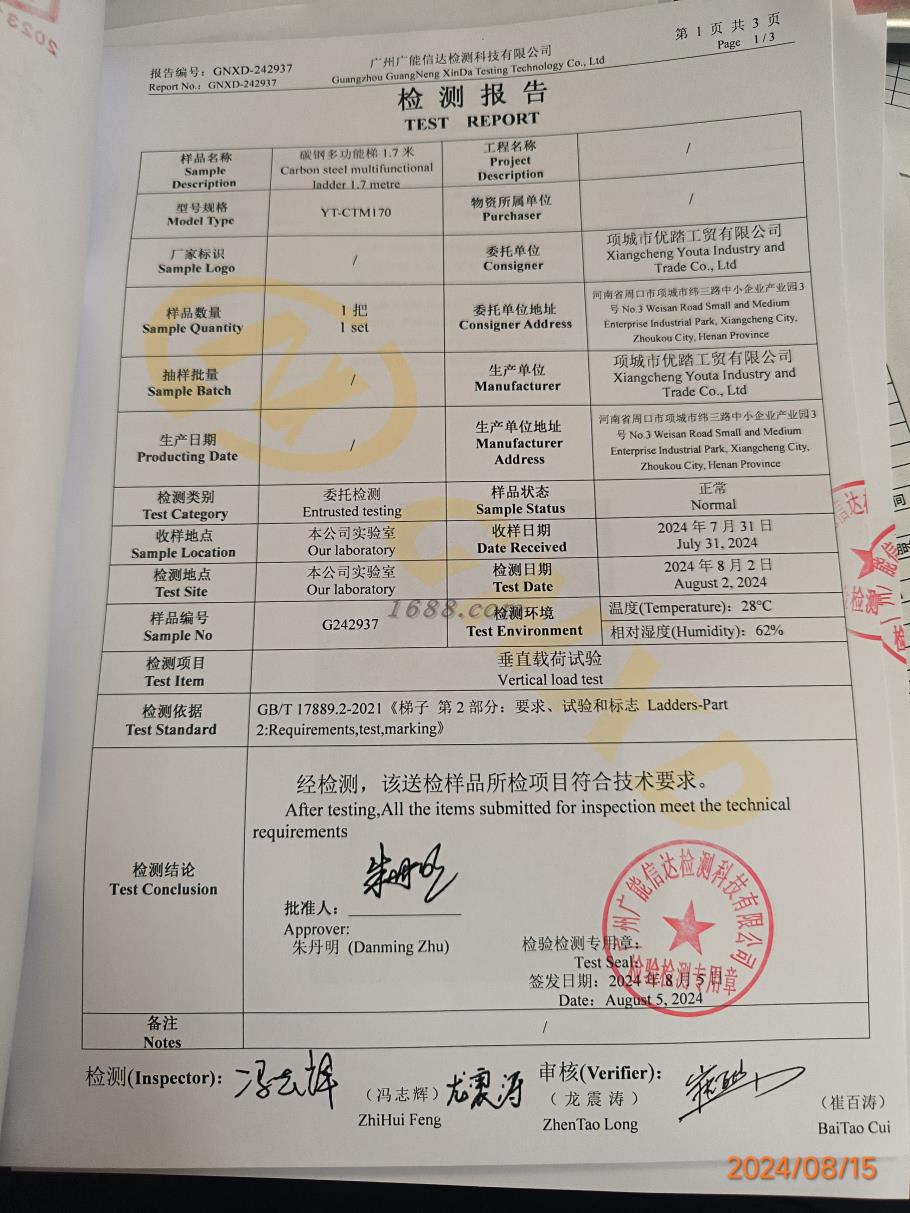 第 1 页 共 3 页
Page 1/3
报告编号：GNXD-242937
Report No.：GNXD-242937
广州广能信达检测科技有限公司
Guangzhou GuangNeng XinDa Testing Technology Co., Ltd
检 测 报 告
TEST REPORT
样品名称
Sample
Description
碳钢多功能梯 1.7 米
Carbon steel multifunctional
ladder 1.7 metre
工程名称
Project
Description
/
型号规格
Model Type
YT-CTM170
物资所属单位
Purchaser
/
厂家标识
Sample Logo
/
委托单位
Consigner
项城市优踏工贸有限公司
Xiangcheng Youta Industry and
Trade Co., Ltd
样品数量
Sample Quantity
1 把
1 set
委托单位地址
Consigner Address
河南省周口市项城市纬三路中小企业产业园3
号 No.3 Weisan Road Small and Medium
Enterprise Industrial Park, Xiangcheng City,
Zhoukou City, Henan Province
抽样批量
Sample Batch
/
生产单位
Manufacturer
项城市优踏工贸有限公司
Xiangcheng Youta Industry and
Trade Co., Ltd
生产日期
Producting Date
/
生产单位地址
Manufacturer
Address
河南省周口市项城市纬三路中小企业产业园3
号 No.3 Weisan Road Small and Medium
Enterprise Industrial Park, Xiangcheng City,
Zhoukou City, Henan Province
检测类别
Test Category
委托检测
Entrusted testing
样品状态
Sample Status
正常
Normal
收样地点
Sample Location
本公司实验室
Our laboratory
收样日期
Date Received
2024 年 7 月 31 日
July 31, 2024
检测地点
Test Site
本公司实验室
Our laboratory
检测日期
Test Date
2024 年 8 月 2 日
August 2, 2024
样品编号
Sample No
G242937
检测环境
Test Environment
温度(Temperature)：28℃
相对湿度(Humidity)：62%
1688.com
检测项目
Test Item
垂直载荷试验
Vertical load test
检测依据
Test Standard
GB/T 17889.2-2021《梯子 第 2 部分：要求、试验和标志 Ladders-Part
2:Requirements,test,marking》
GNXD
检测结论
Test Conclusion
经检测，该送检样品所检项目符合技术要求。
After testing,All the items submitted for inspection meet the technical
requirements
朱丹明
批准人：
Approver:
朱丹明 (Danming Zhu)
检验检测专用章：
Test Seal:
签发日期：2024 年 8 月 5 日
Date：August 5, 2024
广州广能信达检测科技有限公司
检验检测专用章
备注
Notes
/
检测(Inspector)：
冯志辉
（冯志辉）
ZhiHui Feng
龙震涛
审核(Verifier)：
（龙震涛）
ZhenTao Long
（崔百涛）
BaiTao Cui
2024/08/15